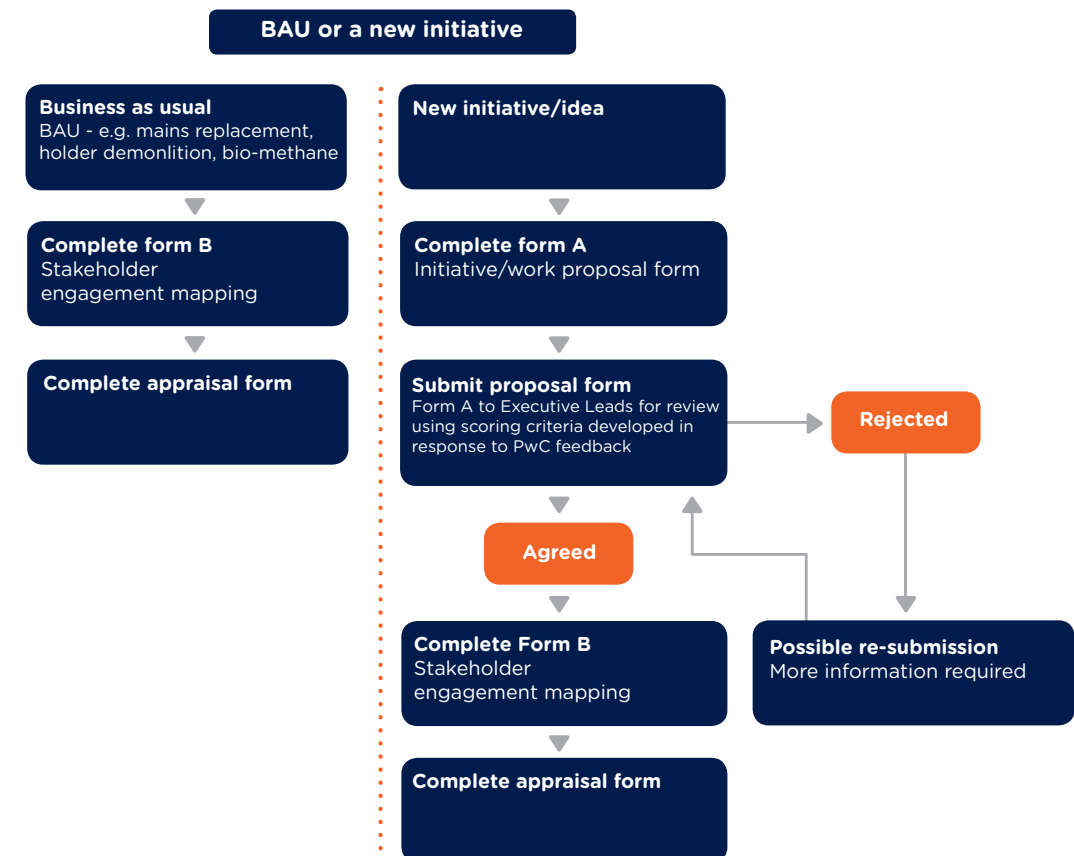 BAU or a new initiative
Business as usual
BAU - e.g. mains replacement,
holder demonlition, bio-methane
Complete form B
Stakeholder
engagement mapping
Complete appraisal form
New initiative/idea
Complete form A
Initiative/work proposal form
Submit proposal form
Form A to Executive Leads for review
using scoring criteria developed in
response to PwC feedback
Rejected
Agreed
Complete Form B
Stakeholder
engagement mapping
Possible re-submission
More information required
Complete appraisal form